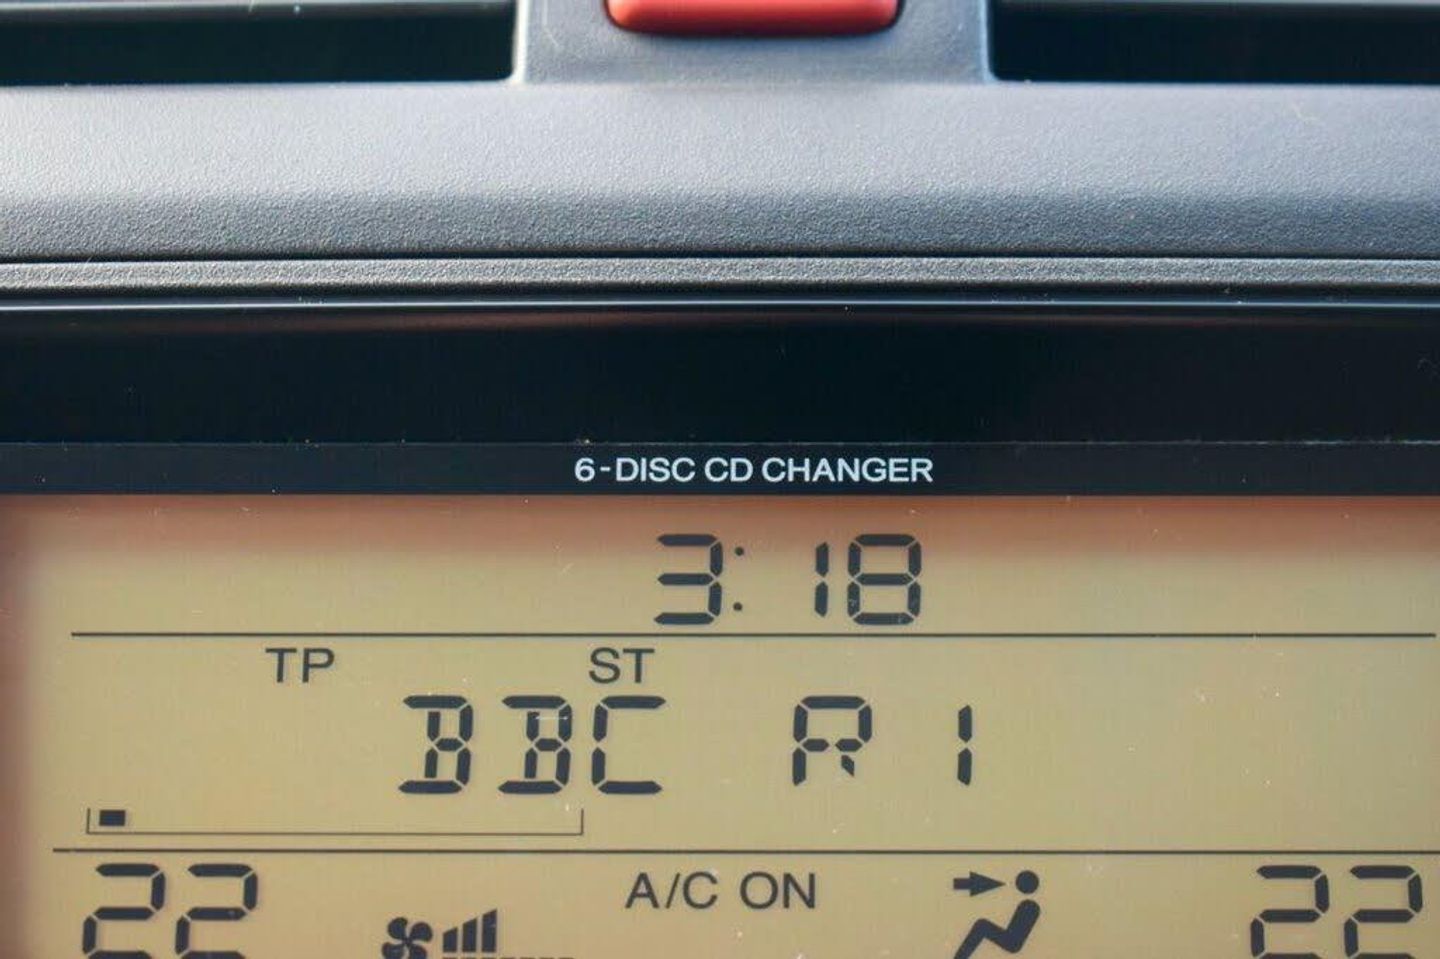 6-DISC CD CHANGER
3:18
TP ST
BBC R1
22 A/C ON 22